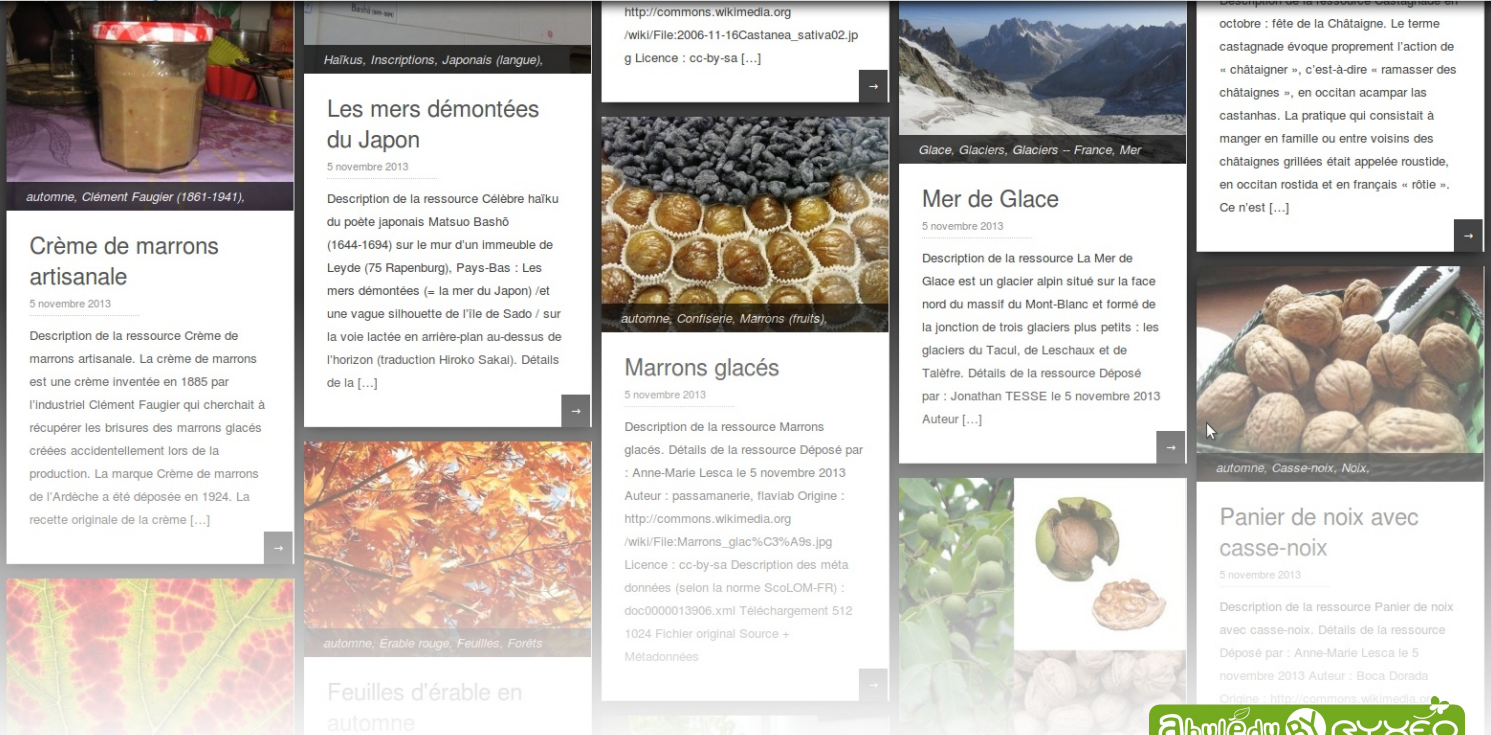 automne, Clément Faugier (1861-1941),
Crème de marrons
artisanale
5 novembre 2013
Description de la ressource Crème de
marrons artisanale. La crème de marrons
est une crème inventée en 1885 par
l'industriel Clément Faugier qui cherchait à
récupérer les brisures des marrons glacés
créées accidentellement lors de la
production. La marque Crème de marrons
de l'Ardèche a été déposée en 1924. La
recette originale de la crème […]
→
Haïkus, Inscriptions, Japonais (langue),
Les mers démontées
du Japon
5 novembre 2013
Description de la ressource Célèbre haïku
du poète japonais Matsuo Bashō
(1644-1694) sur le mur d'un immeuble de
Leyde (75 Rapenburg), Pays-Bas : Les
mers démontées (= la mer du Japon) /et
une vague silhouette de l'île de Sado / sur
la voie lactée en arrière-plan au-dessus de
l'horizon (traduction Hiroko Sakai). Détails
de la […]
→
automne, Érable rouge, Feuilles, Forêts
Feuilles d'érable en
automne
http://commons.wikimedia.org
/wiki/File:2006-11-16Castanea_sativa02.jp
g Licence : cc-by-sa […]
→
automne, Confiserie, Marrons (fruits),
Marrons glacés
5 novembre 2013
Description de la ressource Marrons
glacés. Détails de la ressource Déposé par
: Anne-Marie Lesca le 5 novembre 2013
Auteur : passamanerie, flaviab Origine :
http://commons.wikimedia.org
/wiki/File:Marrons_glac%C3%A9s.jpg
Licence : cc-by-sa Description des méta
données (selon la norme ScoLOM-FR) :
doc0000013906.xml Téléchargement 512
1024 Fichier original Source +
Métadonnées
→
Glace, Glaciers, Glaciers -- France, Mer
Mer de Glace
5 novembre 2013
Description de la ressource La Mer de
Glace est un glacier alpin situé sur la face
nord du massif du Mont-Blanc et formé de
la jonction de trois glaciers plus petits : les
glaciers du Tacul, de Leschaux et de
Talèfre. Détails de la ressource Déposé
par : Jonathan TESSE le 5 novembre 2013
Auteur […]
→
Description de la ressource Castagnade en
octobre : fête de la Châtaigne. Le terme
castagnade évoque proprement l'action de
« châtaigner », c'est-à-dire « ramasser des
châtaignes », en occitan acampar las
castanhas. La pratique qui consistait à
manger en famille ou entre voisins des
châtaignes grillées était appelée roustide,
en occitan rostida et en français « rôtie ».
Ce n'est […]
→
automne, Casse-noix, Noix,
Panier de noix avec
casse-noix
5 novembre 2013
Description de la ressource Panier de noix
avec casse-noix. Détails de la ressource
Déposé par : Anne-Marie Lesca le 5
novembre 2013 Auteur : Boca Dorada
Origine : http://commons.wikimedia.org
abulédu BY RYXEO